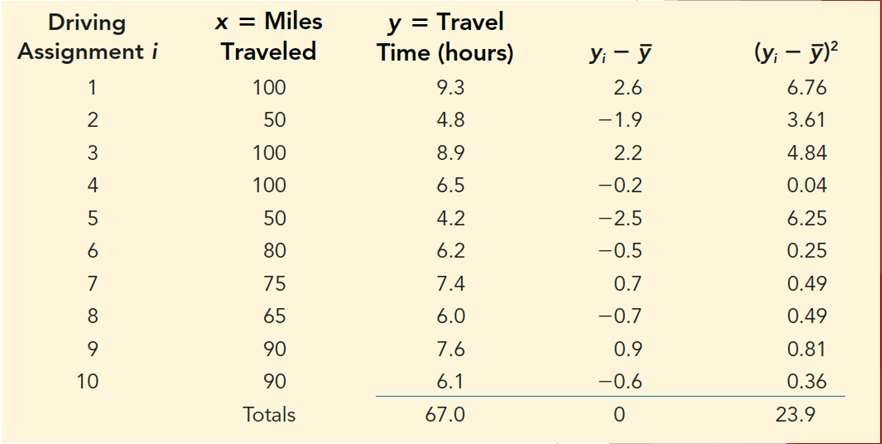 Driving x = Miles y = Travel
Assignment i Traveled Time (hours) yᵢ − ȳ (yᵢ − ȳ)²
1 100 9.3 2.6 6.76
2 50 4.8 −1.9 3.61
3 100 8.9 2.2 4.84
4 100 6.5 −0.2 0.04
5 50 4.2 −2.5 6.25
6 80 6.2 −0.5 0.25
7 75 7.4 0.7 0.49
8 65 6.0 −0.7 0.49
9 90 7.6 0.9 0.81
10 90 6.1 −0.6 0.36
Totals 67.0 0 23.9